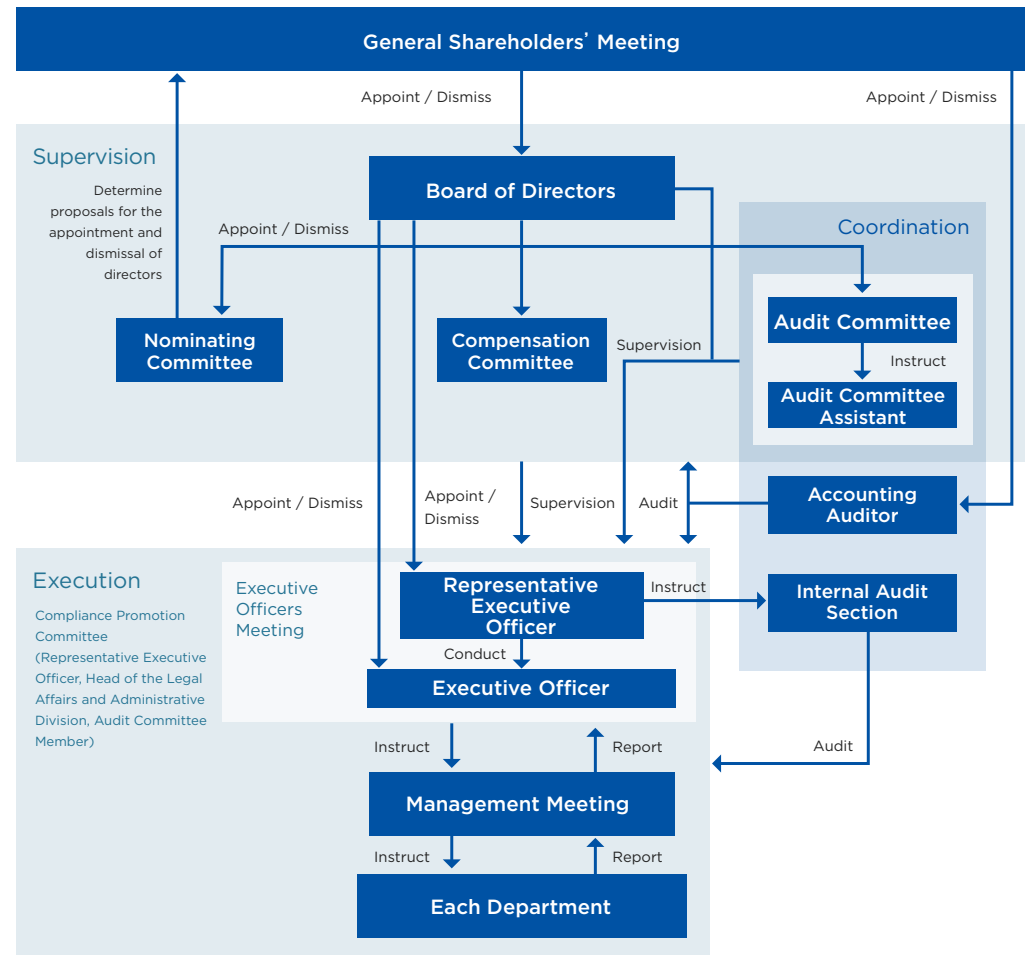 General Shareholders' Meeting
Appoint / Dismiss
Appoint / Dismiss
Supervision
Determine
proposals for the
appointment and
dismissal of
directors
Board of Directors
Appoint / Dismiss
Coordination
Nominating
Committee
Compensation
Committee
Supervision
Audit Committee
Instruct
Audit Committee
Assistant
Appoint / Dismiss
Appoint /
Dismiss
Supervision
Audit
Accounting
Auditor
Execution
Compliance Promotion
Committee
(Representative Executive
Officer, Head of the Legal
Affairs and Administrative
Division, Audit Committee
Member)
Executive
Officers
Meeting
Representative
Executive
Officer
Instruct
Internal Audit
Section
Conduct
Executive Officer
Instruct
Report
Audit
Management Meeting
Instruct
Report
Each Department